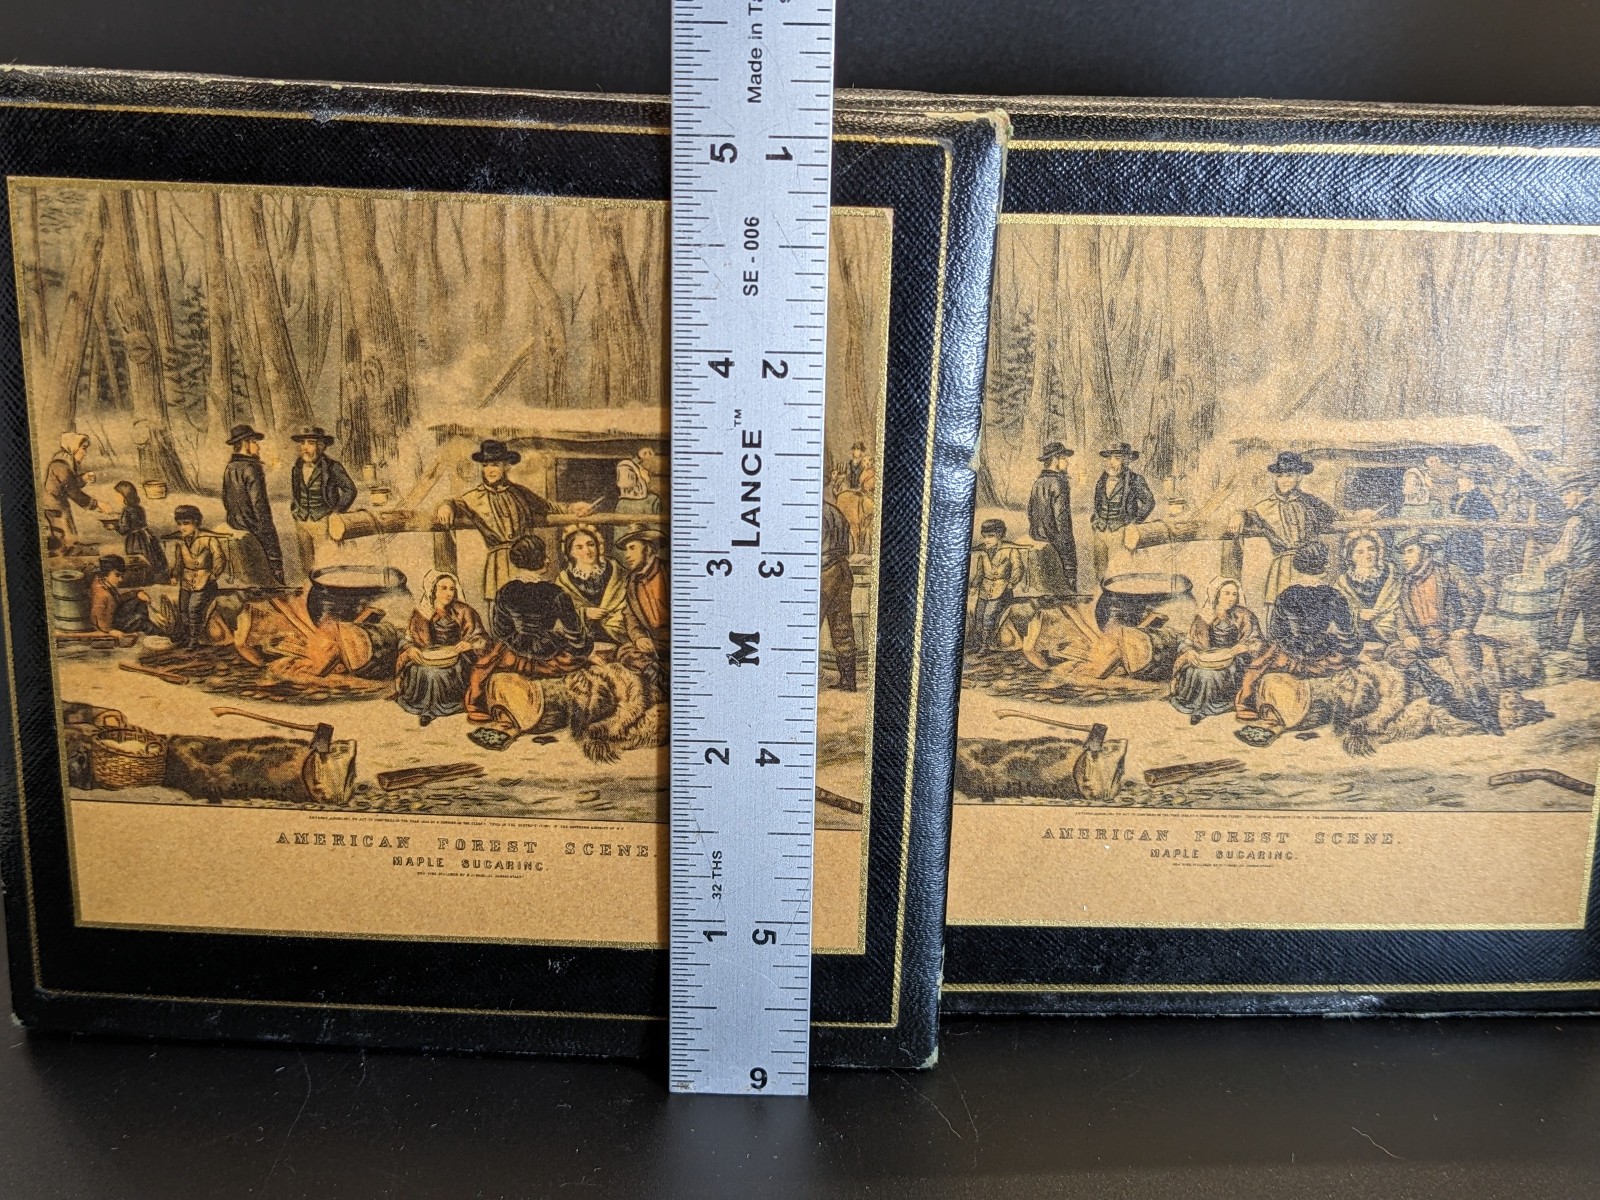 Made in Ta
5
1
SE - 006
4
2
LANCE™
3
3
M
2
4
32 THS
1
5
6
AMERICAN FOREST SCENE.
MAPLE SUGARING.
AMERICAN FOREST SCENE.
MAPLE SUGARING.